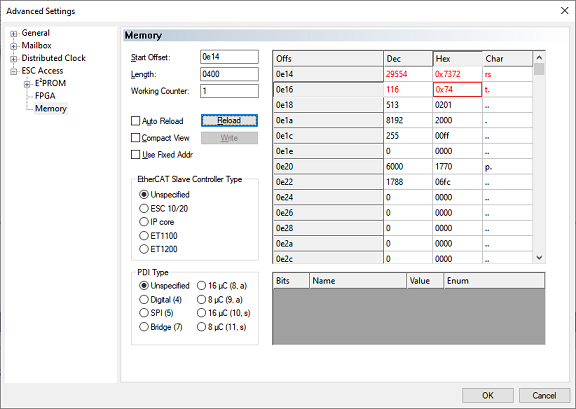 Advanced Settings
General
Mailbox
Distributed Clock
ESC Access
E²PROM
FPGA
Memory
Memory
Start Offset: 0e14
Length: 0400
Working Counter: 1
Auto Reload Reload
Compact View Write
Use Fixed Addr
EtherCAT Slave Controller Type
Unspecified
ESC 10/20
IP core
ET1100
ET1200
PDI Type
Unspecified 16 µC (8, a)
Digital (4) 8 µC (9, a)
SPI (5) 16 µC (10, s)
Bridge (7) 8 µC (11, s)
Offs Dec Hex Char
0e14 29554 0x7372 rs
0e16 116 0x74 t.
0e18 513 0201 ..
0e1a 8192 2000 .
0e1c 255 00ff ..
0e1e 0 0000 ..
0e20 6000 1770 p.
0e22 1788 06fc ..
0e24 0 0000 ..
0e26 0 0000 ..
0e28 0 0000 ..
0e2a 0 0000 ..
0e2c 0 0000 ..
Bits Name Value Enum
OK Cancel